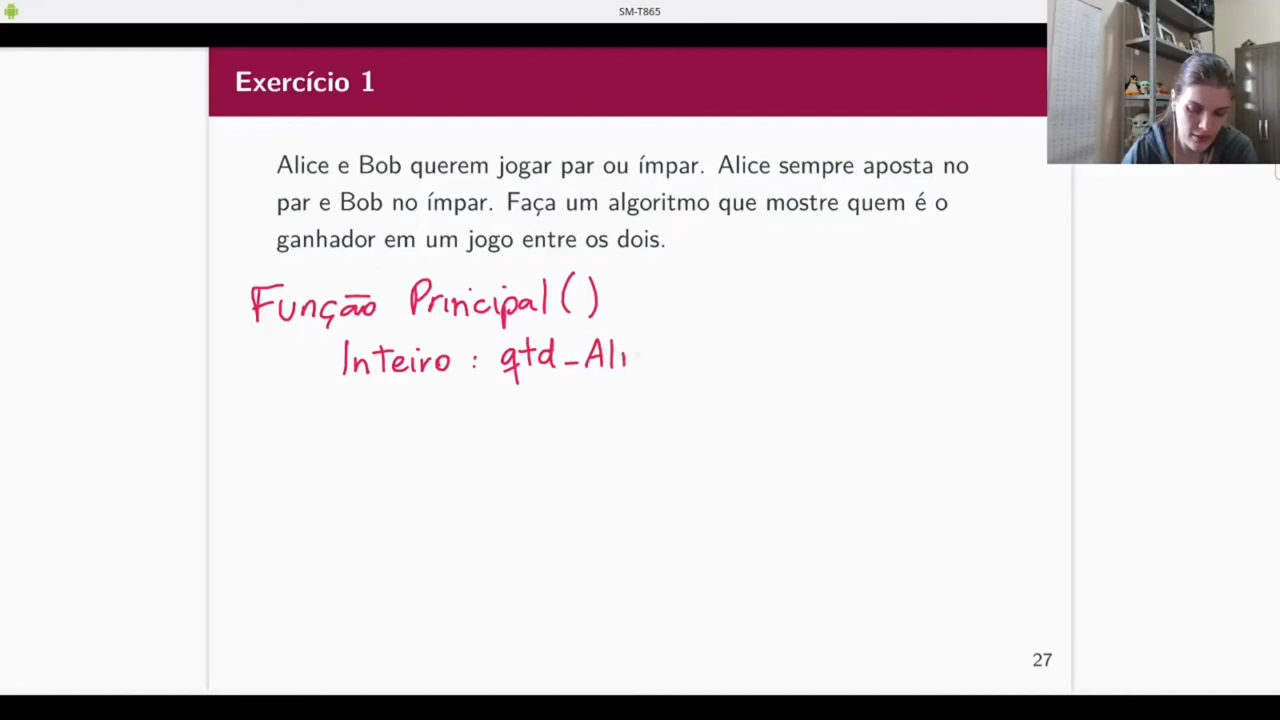 SM-T865
Exercício 1
Alice e Bob querem jogar par ou ímpar. Alice sempre aposta no
par e Bob no ímpar. Faça um algoritmo que mostre quem é o
ganhador em um jogo entre os dois.
Função Principal()
Inteiro : qtd_Ali
27